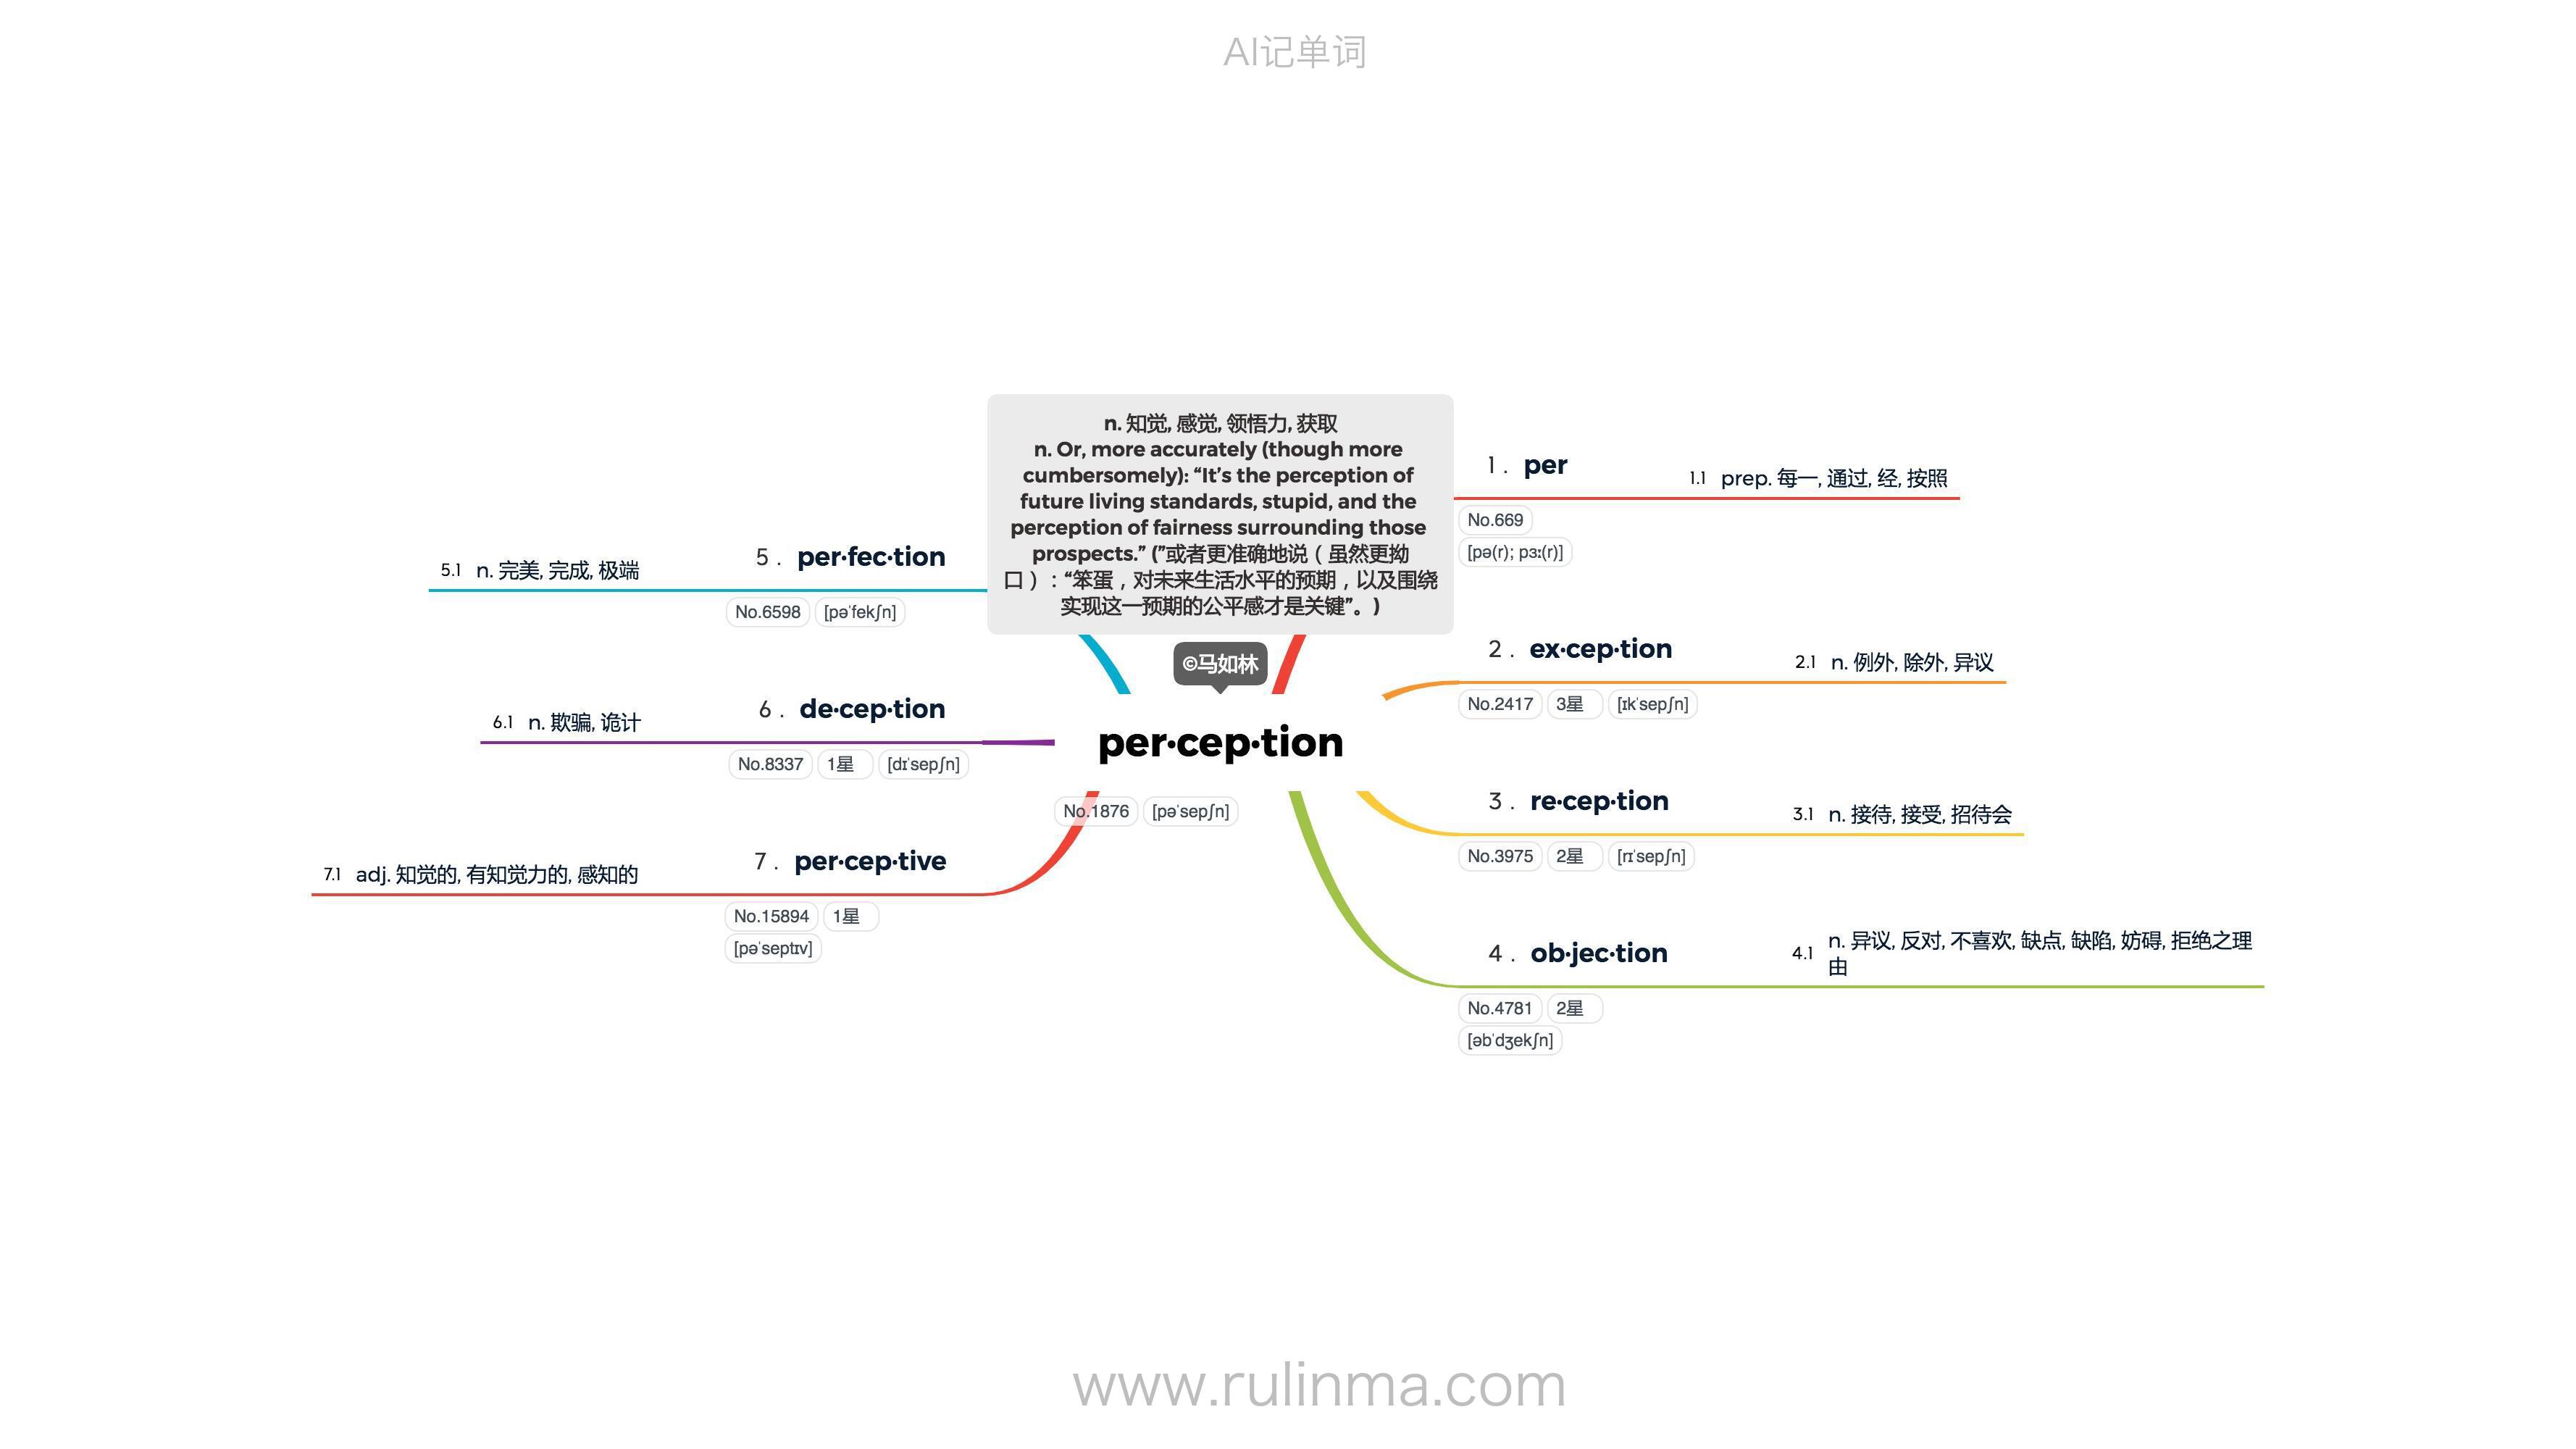 AI记单词
n. 知觉, 感觉, 领悟力, 获取
n. Or, more accurately (though more
cumbersomely): “It’s the perception of
future living standards, stupid, and the
perception of fairness surrounding those
prospects.” (”或者更准确地说（虽然更拗
口）：“笨蛋，对未来生活水平的预期，以及围绕
实现这一预期的公平感才是关键”。)
©马如林
per·cep·tion
No.1876 [pəˈsepʃn]
1 . per
1.1 prep. 每一, 通过, 经, 按照
No.669
[pə(r); pɜː(r)]
2 . ex·cep·tion
2.1 n. 例外, 除外, 异议
No.2417 3星 [ɪkˈsepʃn]
3 . re·cep·tion
3.1 n. 接待, 接受, 招待会
No.3975 2星 [rɪˈsepʃn]
4 . ob·jec·tion
4.1 n. 异议, 反对, 不喜欢, 缺点, 缺陷, 妨碍, 拒绝之理
由
No.4781 2星
[əbˈdʒekʃn]
5 . per·fec·tion
5.1 n. 完美, 完成, 极端
No.6598 [pəˈfekʃn]
6 . de·cep·tion
6.1 n. 欺骗, 诡计
No.8337 1星 [dɪˈsepʃn]
7 . per·cep·tive
7.1 adj. 知觉的, 有知觉力的, 感知的
No.15894 1星
[pəˈseptɪv]
www.rulinma.com